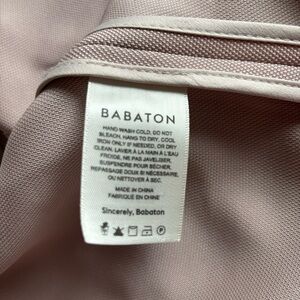 BABATON
HAND WASH COLD, DO NOT
BLEACH, HANG TO DRY, COOL
IRON ONLY IF NEEDED, OR DRY
CLEAN. LAVER À LA MAIN À L'EAU
FROIDE, NE PAS JAVELISER,
SUSPENDRE POUR SÉCHER,
REPASSAGE DOUX SI NÉCESSAIRE,
OU NETTOYER À SEC.
MADE IN CHINA
FABRIQUÉ EN CHINE
Sincerely, Babaton